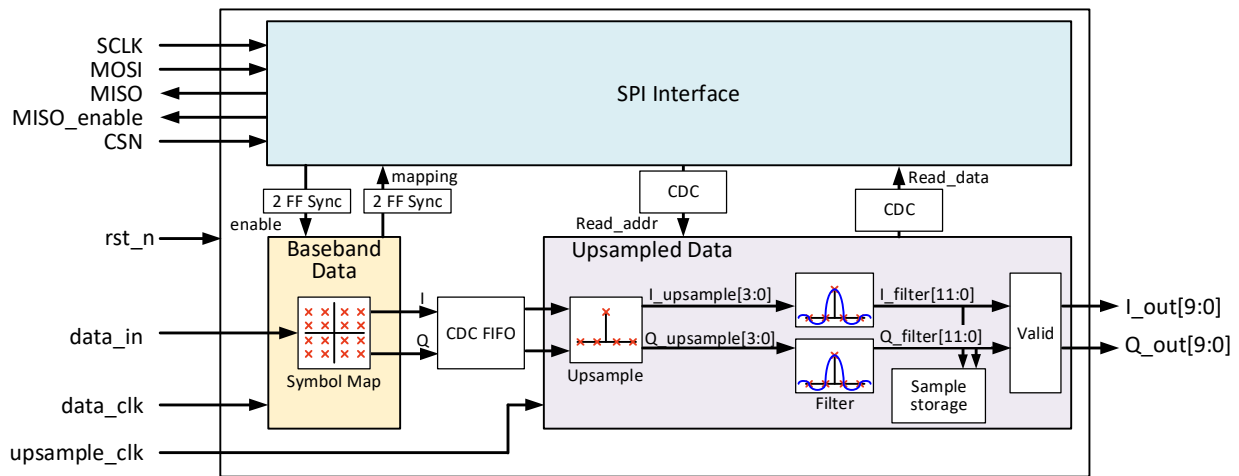 SCLK
MOSI
MISO
MISO_enable
CSN
SPI Interface
mapping
Read_data
2 FF Sync
2 FF Sync
CDC
CDC
enable
Read_addr
rst_n
Baseband
Data
Upsampled Data
I
I_upsample[3:0]
I_filter[11:0]
I_out[9:0]
data_in
CDC FIFO
Valid
Q
Q_upsample[3:0]
Q_filter[11:0]
Q_out[9:0]
Symbol Map
Upsample
Filter
Sample
storage
data_clk
upsample_clk